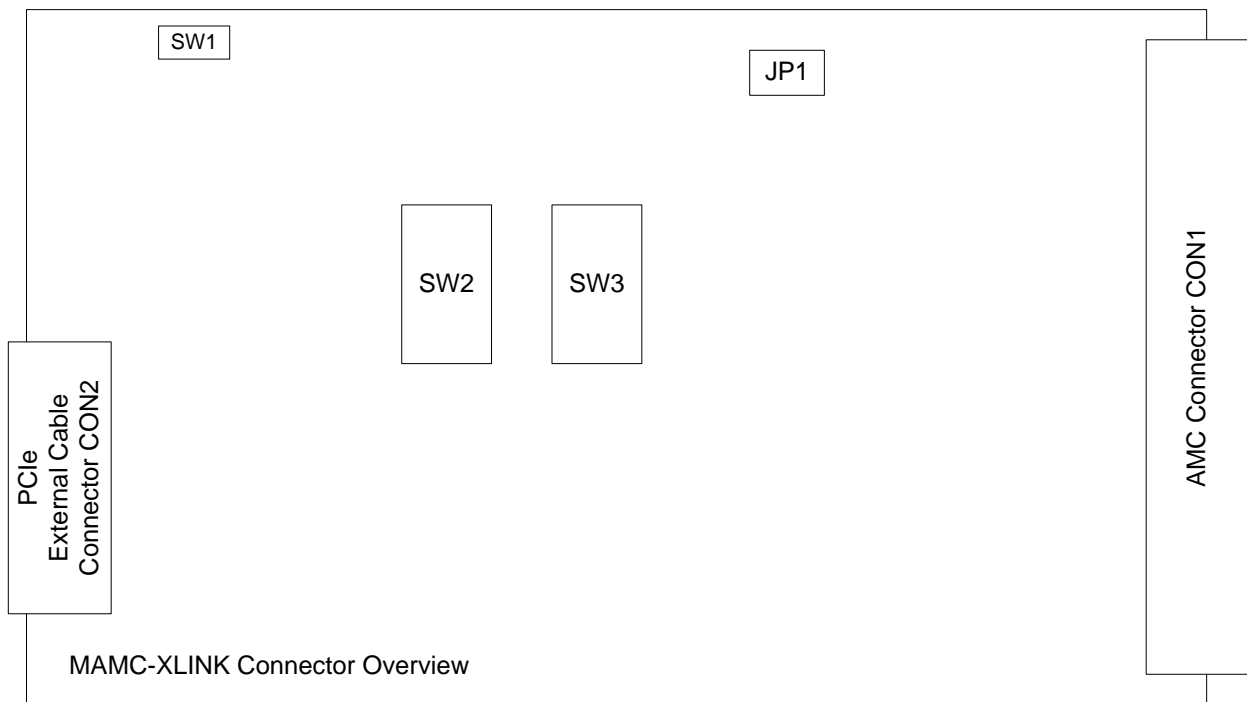 SW1
JP1
SW2
SW3
AMC Connector CON1
PCIe
External Cable
Connector CON2
MAMC-XLINK Connector Overview